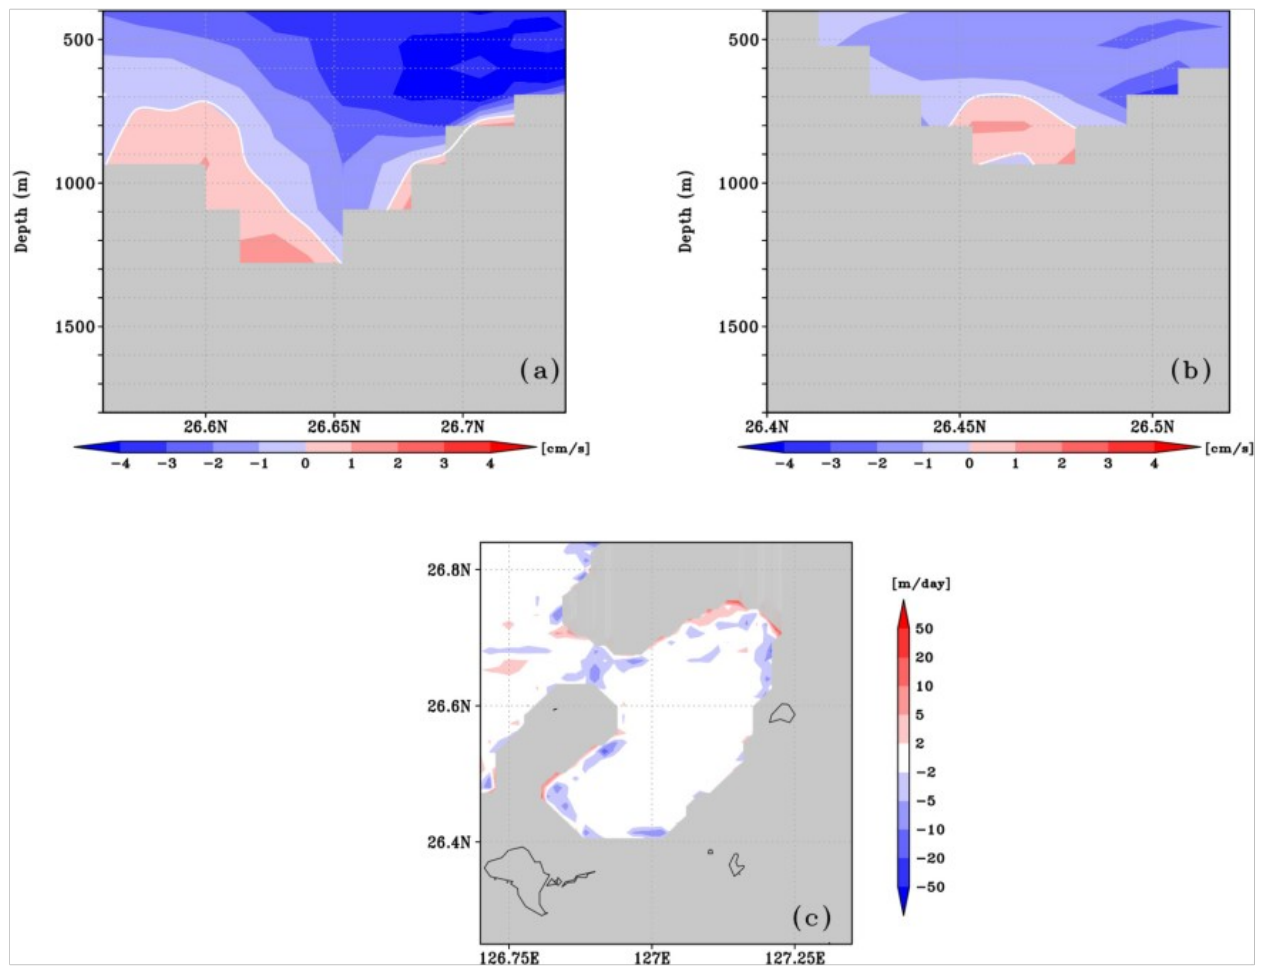 500
1000
1500
Depth (m)
(a)
26.6N
26.65N
26.7N
-4 -3 -2 -1 0 1 2 3 4 [cm/s]
500
1000
1500
Depth (m)
(b)
26.4N
26.45N
26.5N
-4 -3 -2 -1 0 1 2 3 4 [cm/s]
26.8N
26.6N
26.4N
(c)
126.75E
127E
127.25E
[m/day]
50
20
10
5
2
-2
-5
-10
-20
-50